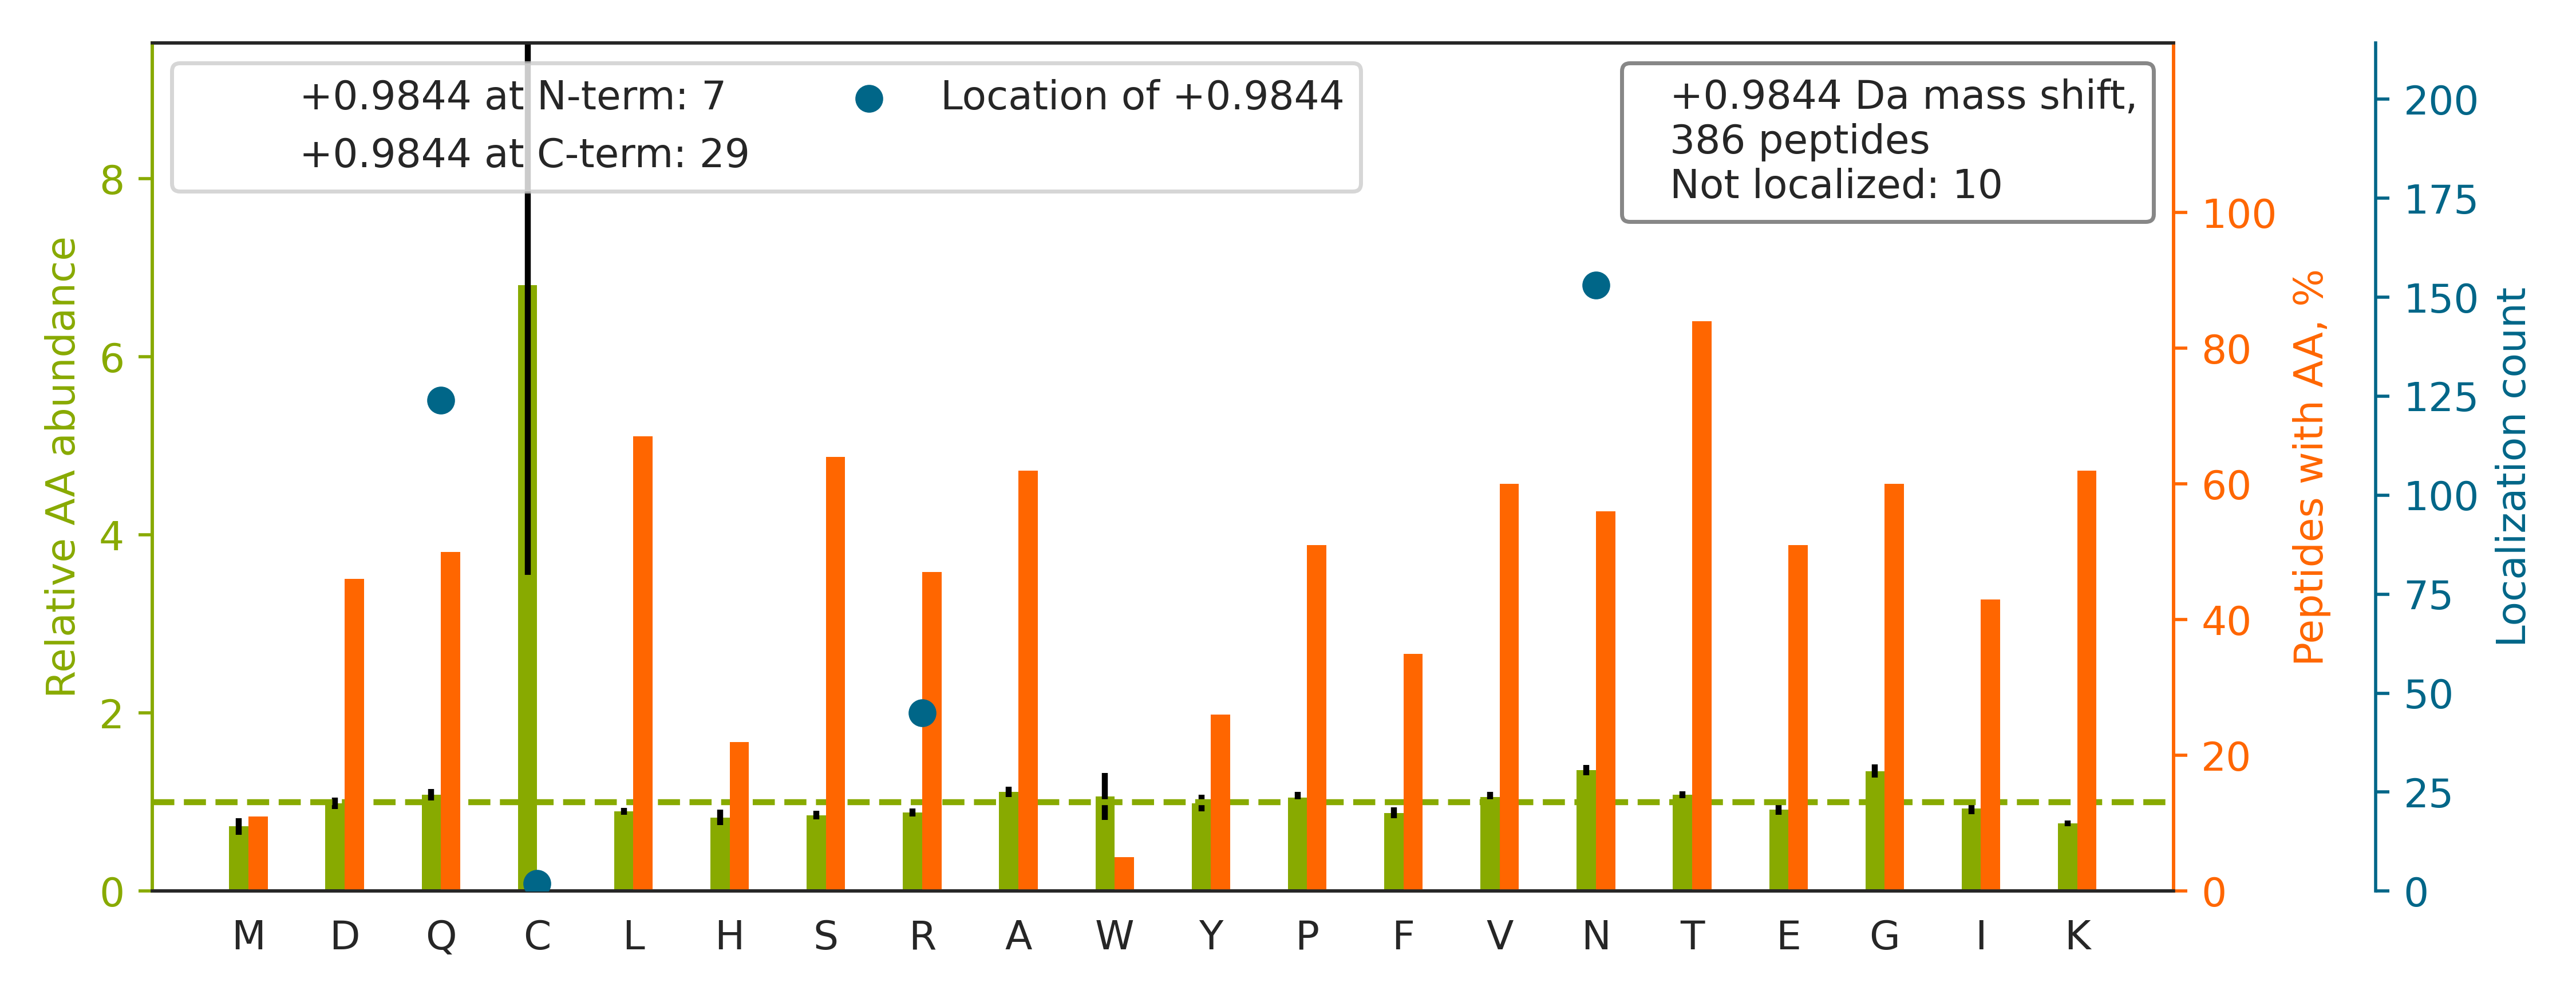 +0.9844 at N-term: 7
+0.9844 at C-term: 29
Location of +0.9844
+0.9844 Da mass shift,
386 peptides
Not localized: 10
Relative AA abundance
8
6
4
2
0
M D Q C L H S R A W Y P F V N T E G I K
100
80
60
40
20
0
Peptides with AA, %
200
175
150
125
100
75
50
25
0
Localization count